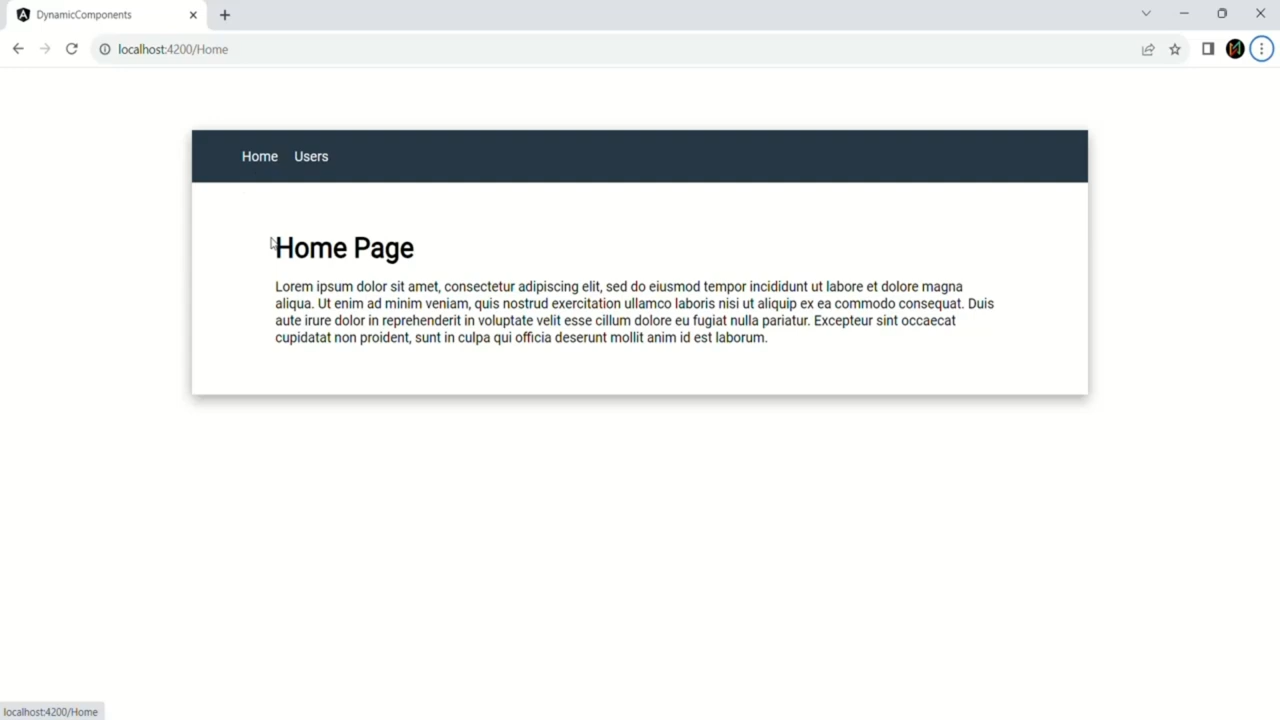 DynamicComponents
localhost:4200/Home
Home Users
Home Page
Lorem ipsum dolor sit amet, consectetur adipiscing elit, sed do eiusmod tempor incididunt ut labore et dolore magna
aliqua. Ut enim ad minim veniam, quis nostrud exercitation ullamco laboris nisi ut aliquip ex ea commodo consequat. Duis
aute irure dolor in reprehenderit in voluptate velit esse cillum dolore eu fugiat nulla pariatur. Excepteur sint occaecat
cupidatat non proident, sunt in culpa qui officia deserunt mollit anim id est laborum.
localhost:4200/Home